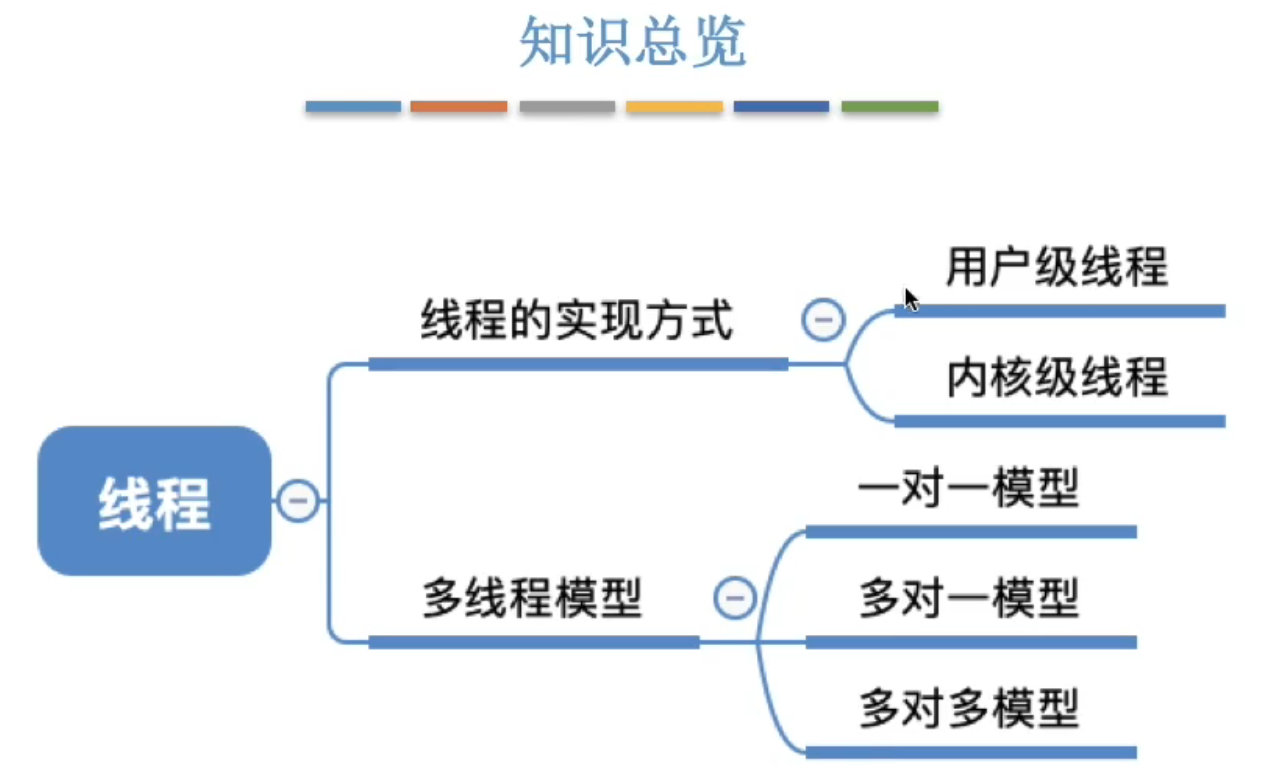 知识总览
线程
线程的实现方式
用户级线程
内核级线程
多线程模型
一对一模型
多对一模型
多对多模型